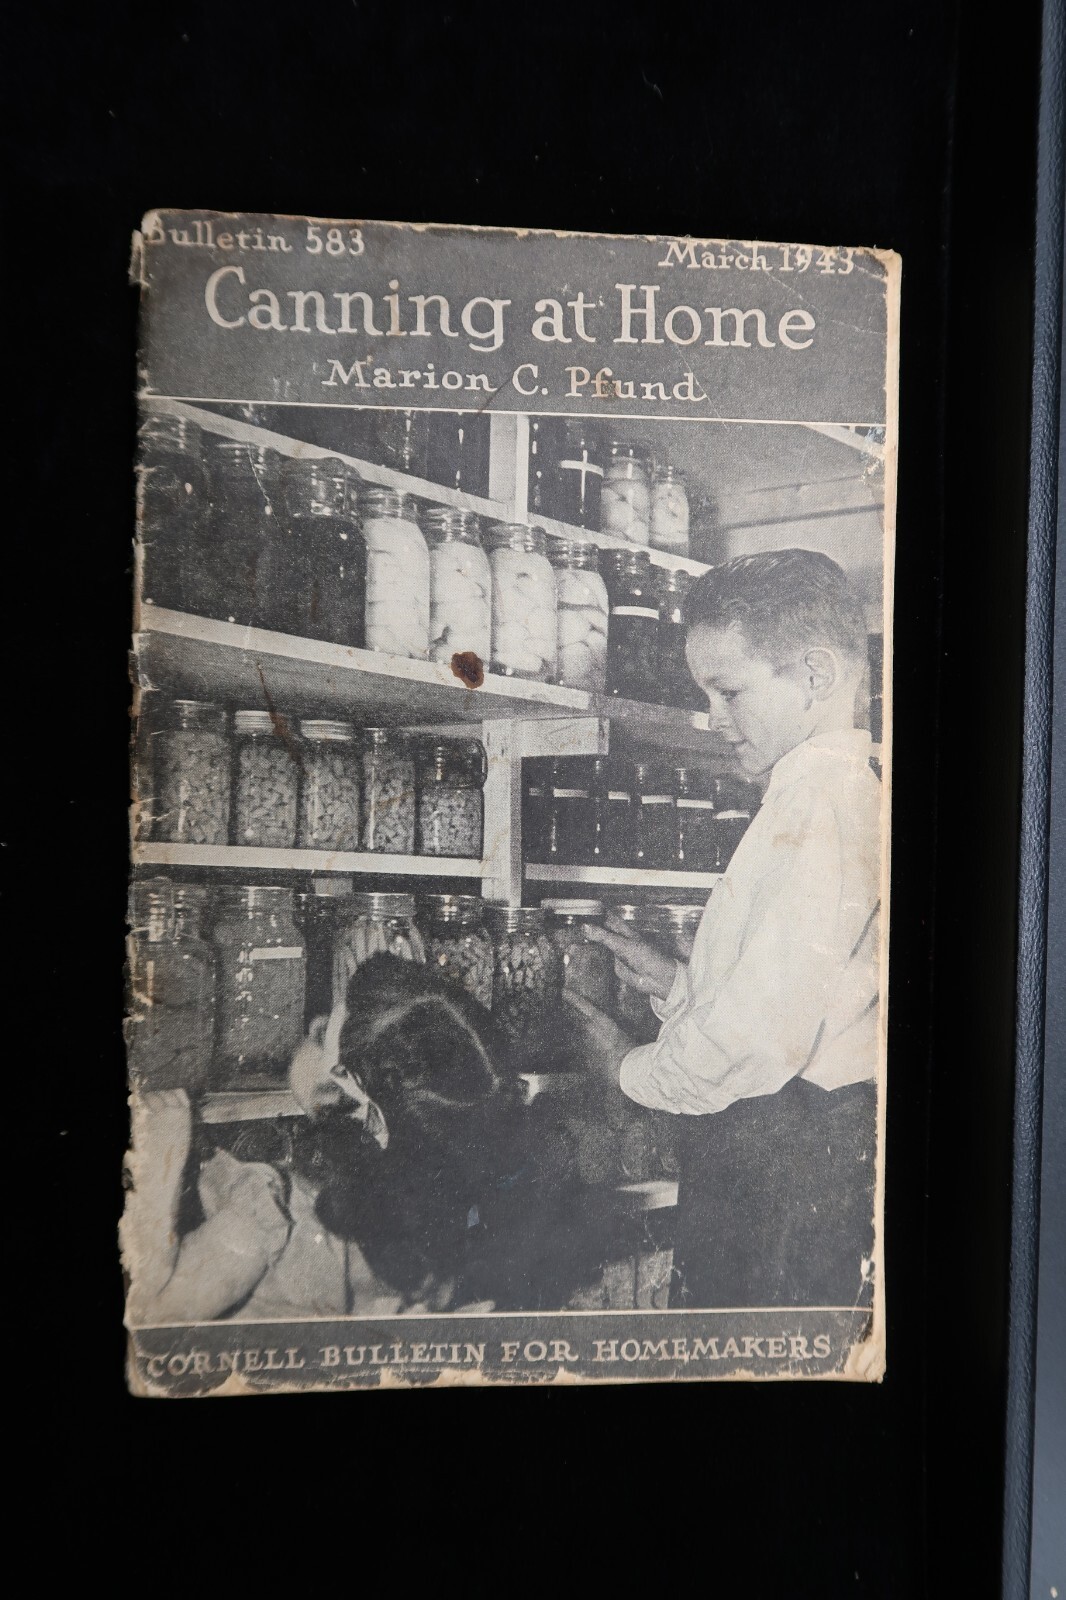 Bulletin 583
March 1943
Canning at Home
Marion C. Pfund
CORNELL BULLETIN FOR HOMEMAKERS